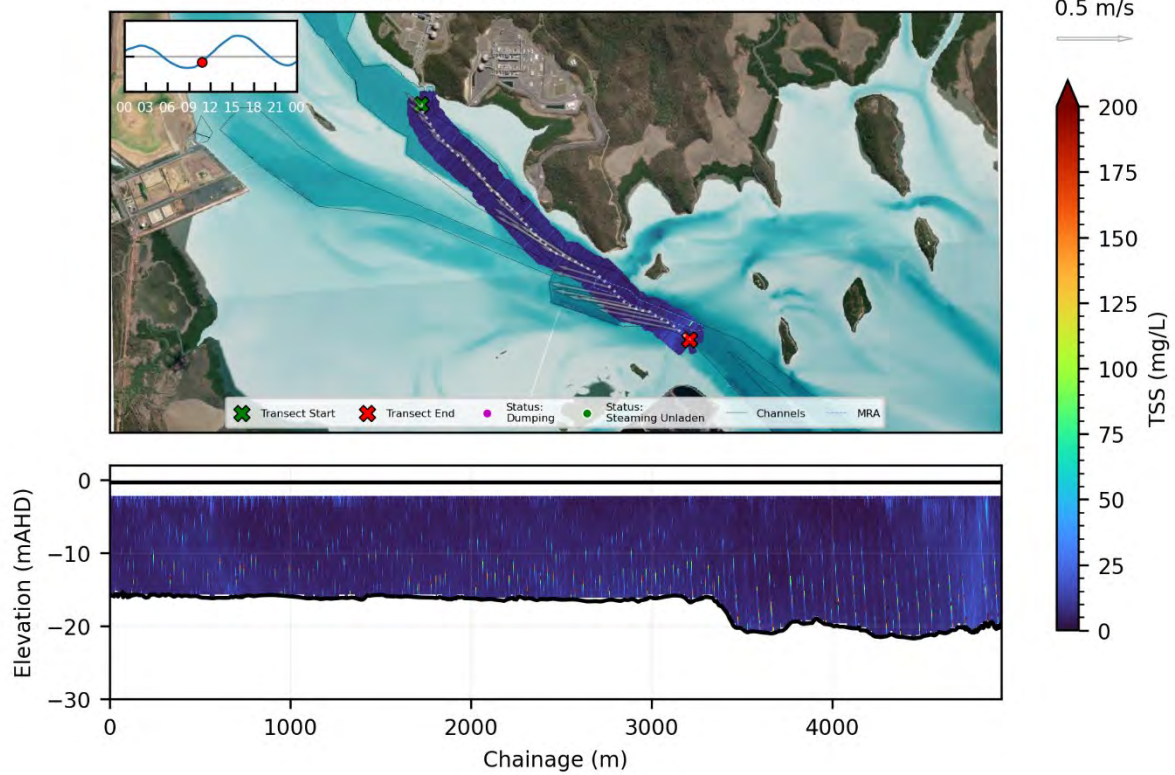 0.5 m/s
00 03 06 09 12 15 18 21 00
Transect Start
Transect End
Status:
Dumping
Status:
Steaming Unladen
Channels
MRA
200
175
150
125
100
75
50
25
0
TSS (mg/L)
0
−10
−20
−30
Elevation (mAHD)
0 1000 2000 3000 4000
Chainage (m)